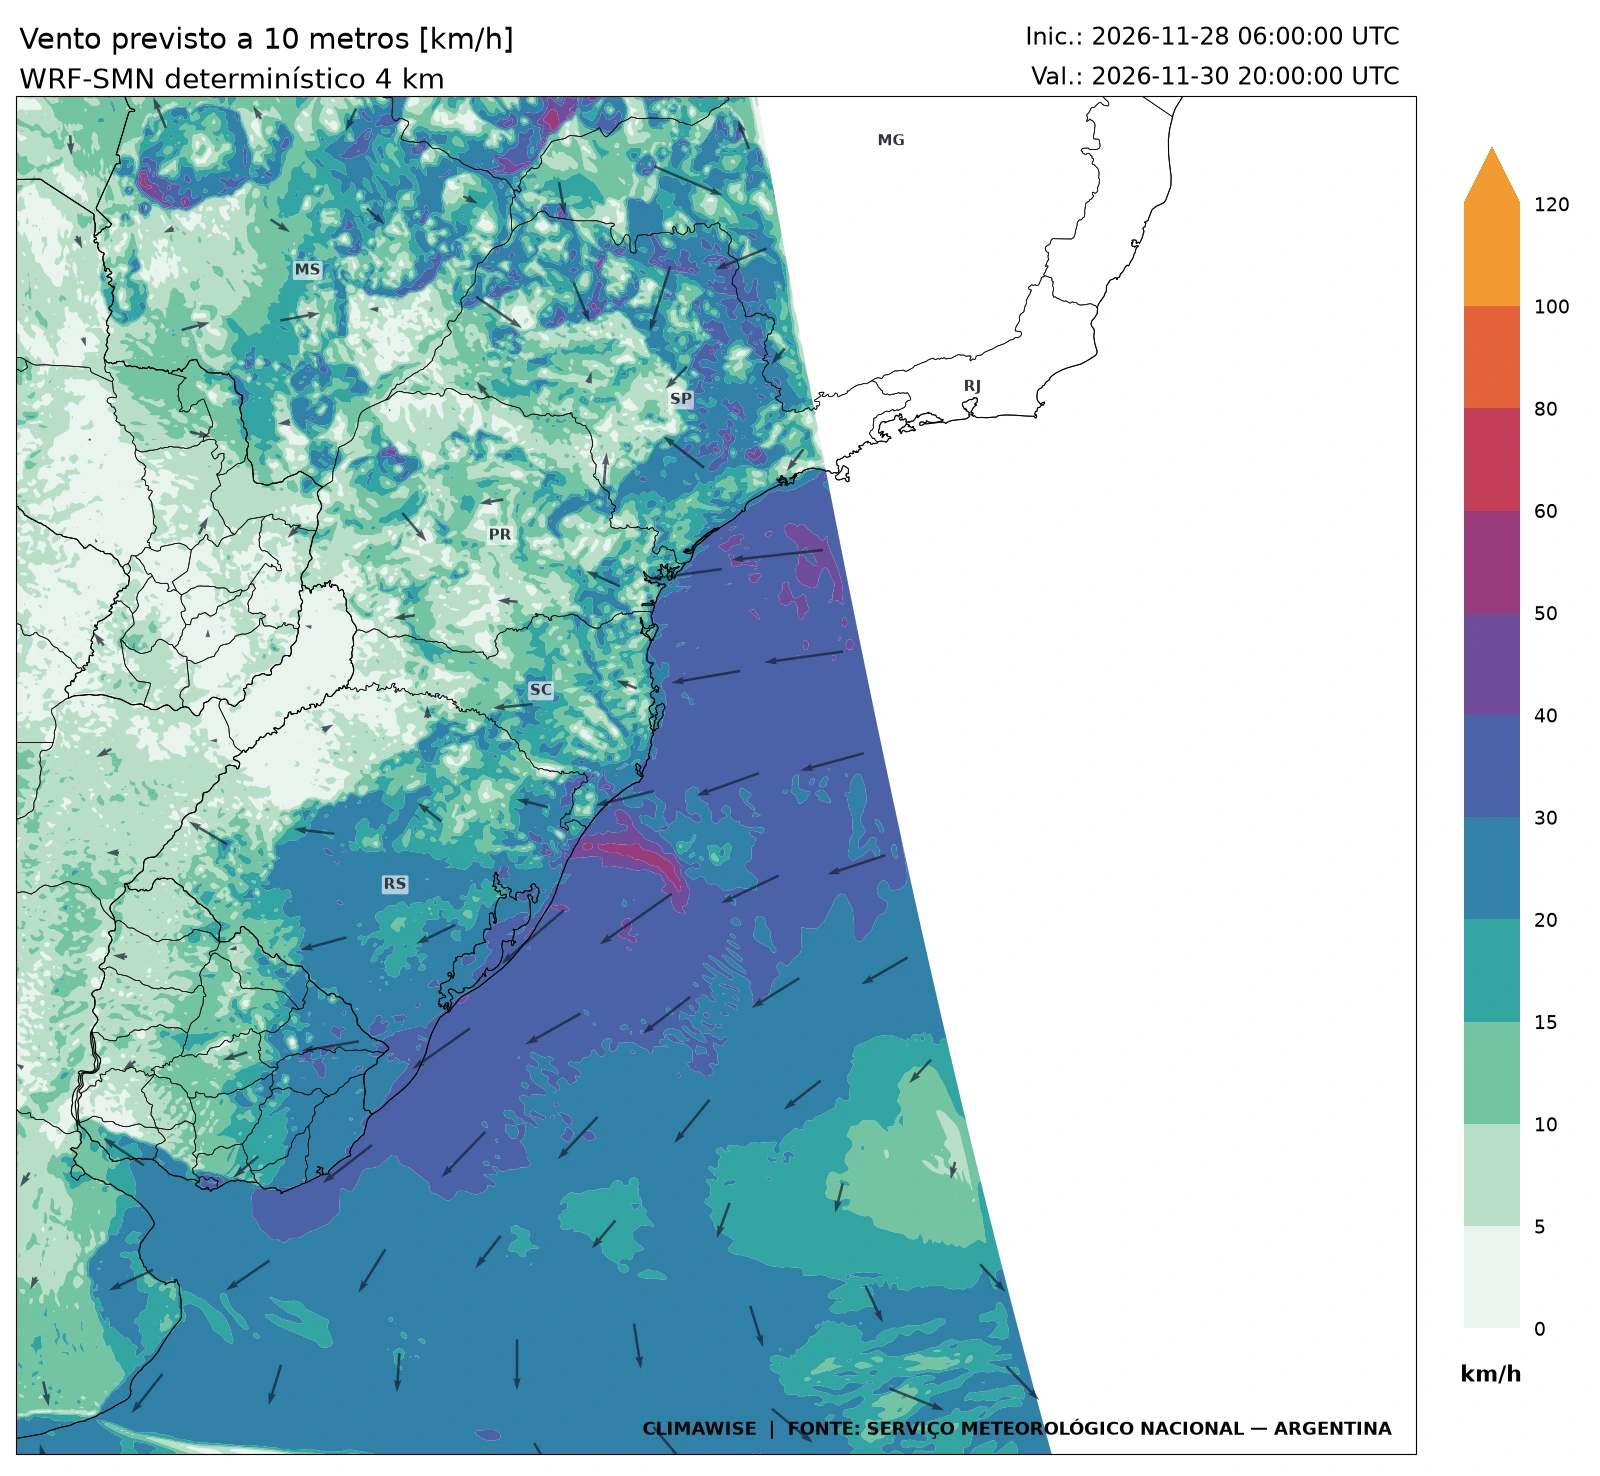 Vento previsto a 10 metros [km/h]
WRF-SMN determinístico 4 km
Inic.: 2026-11-28 06:00:00 UTC
Val.: 2026-11-30 20:00:00 UTC
MG
MS
RJ
SP
PR
SC
RS
120
100
80
60
50
40
30
20
15
10
5
0
km/h
CLIMAWISE | FONTE: SERVIÇO METEOROLÓGICO NACIONAL — ARGENTINA